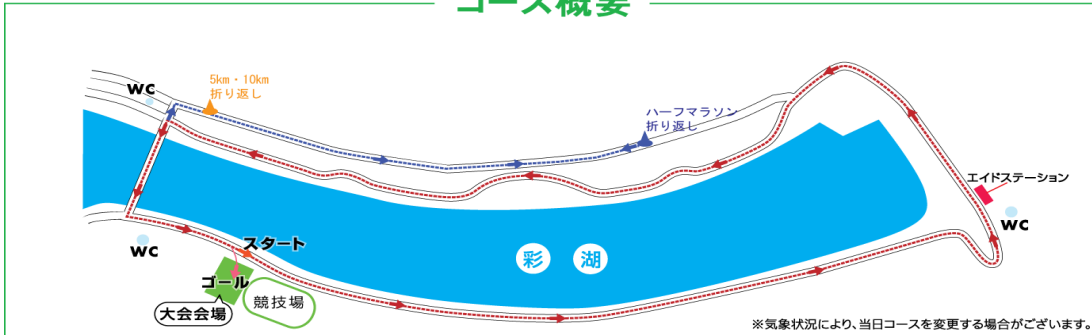 コース概要
5km・10km
折り返し
WC
ハーフマラソン
折り返し
エイドステーション
WC
WC
スタート
彩 湖
ゴール
競技場
大会会場
※気象状況により、当日コースを変更する場合がございます。